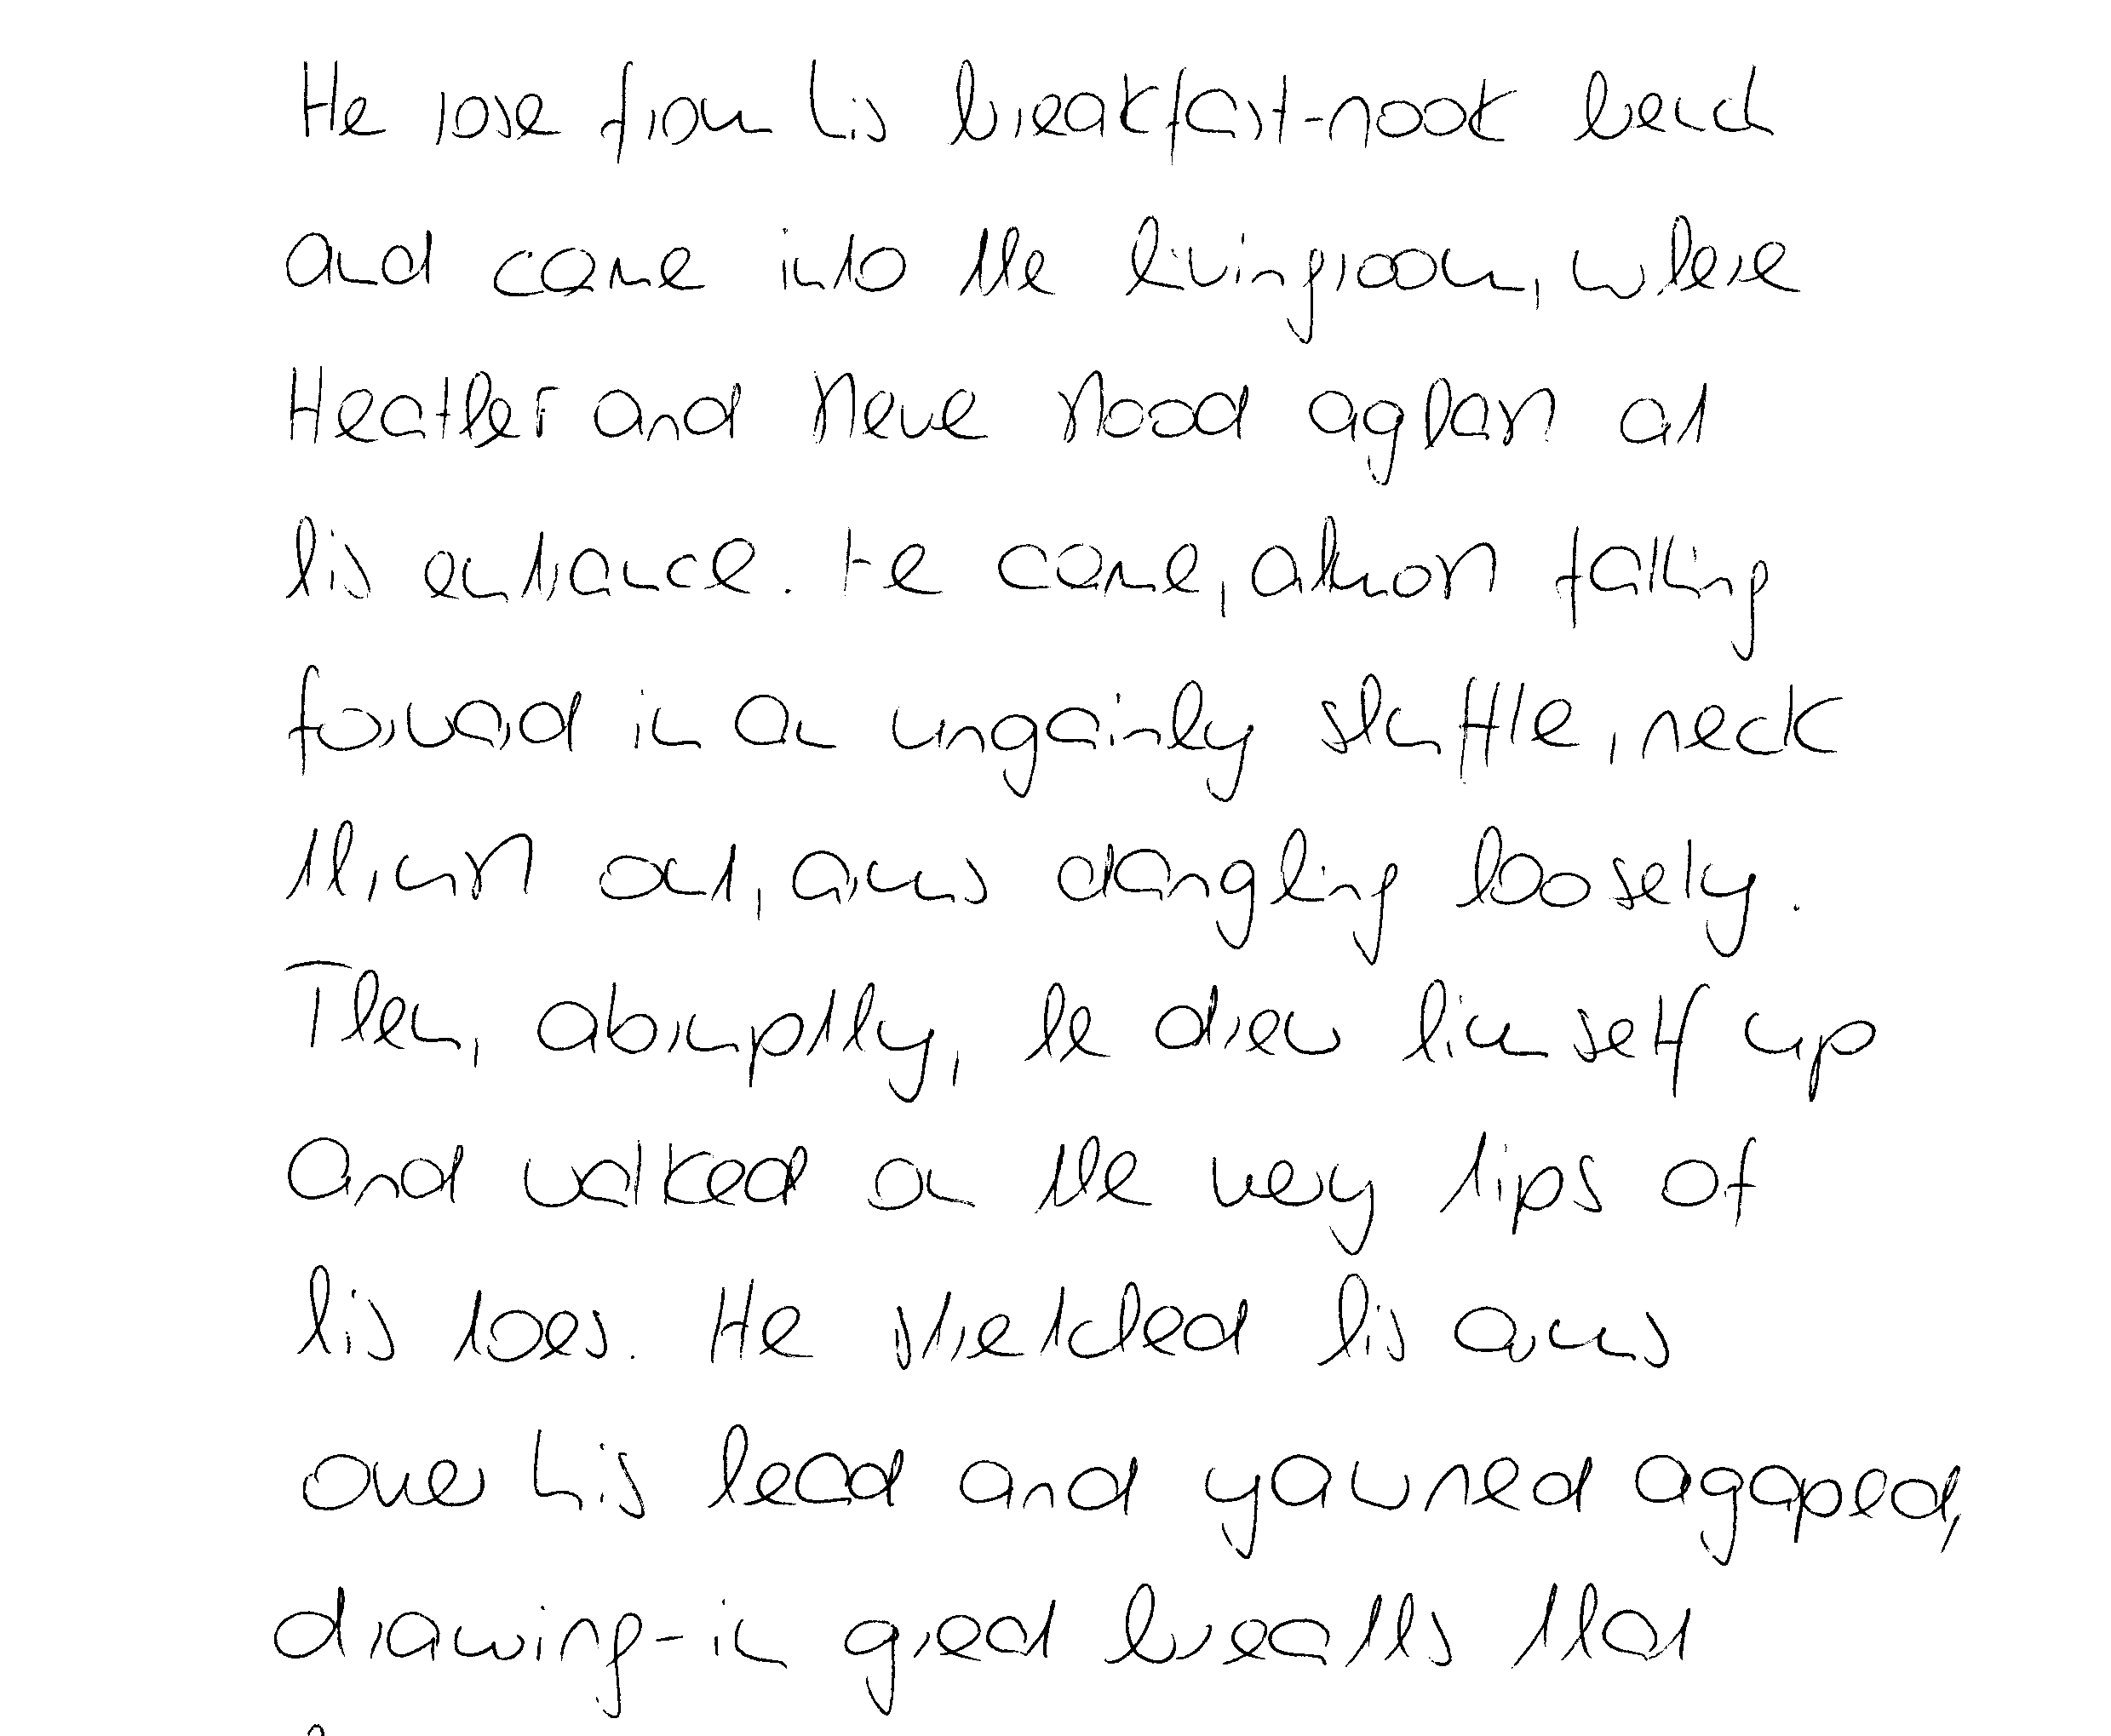 He rose from his breakfast-nook bench
and came into the livingroom, where
Heather and Steve stood aghast at
his entrance. He came, almost falling
forward in an ungainly shuffle, neck
thrust out, arms dangling loosely.
Then, abruptly, he drew himself up
and walked on the very tips of
his toes. He stretched his arms
over his head and yawned agaped,
drawing-in great breaths that